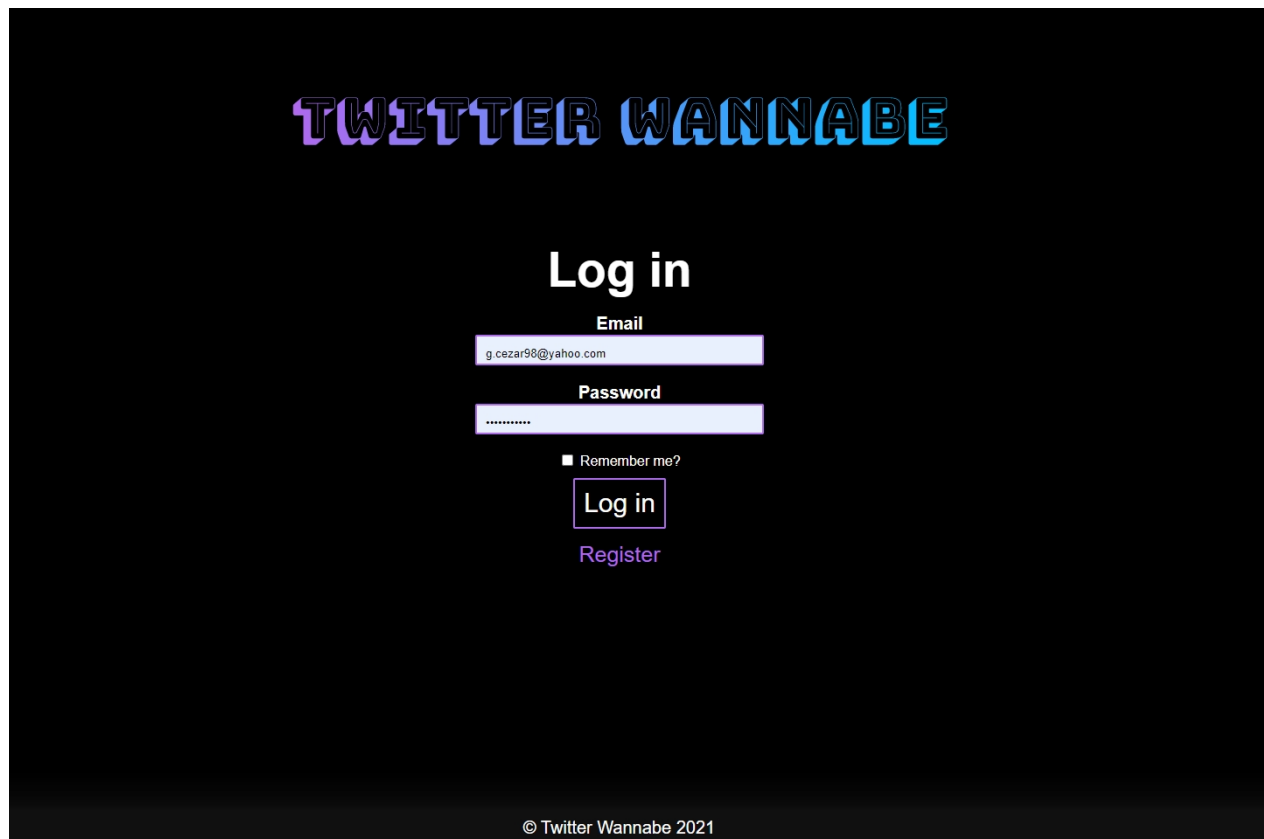 TWITTER WANNABE
Log in
Email
g.cezar98@yahoo.com
Password
•••••••••••
Remember me?
Log in
Register
© Twitter Wannabe 2021